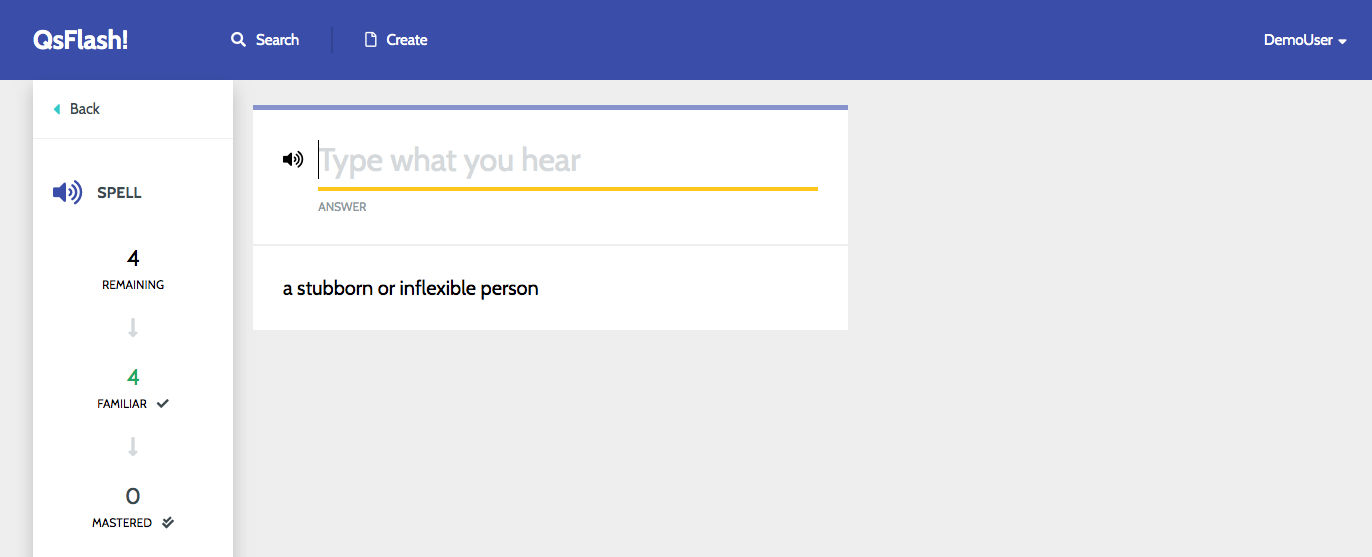 QsFlash!
Search
Create
DemoUser
Back
SPELL
4
REMAINING
4
FAMILIAR
0
MASTERED
Type what you hear
ANSWER
a stubborn or inflexible person